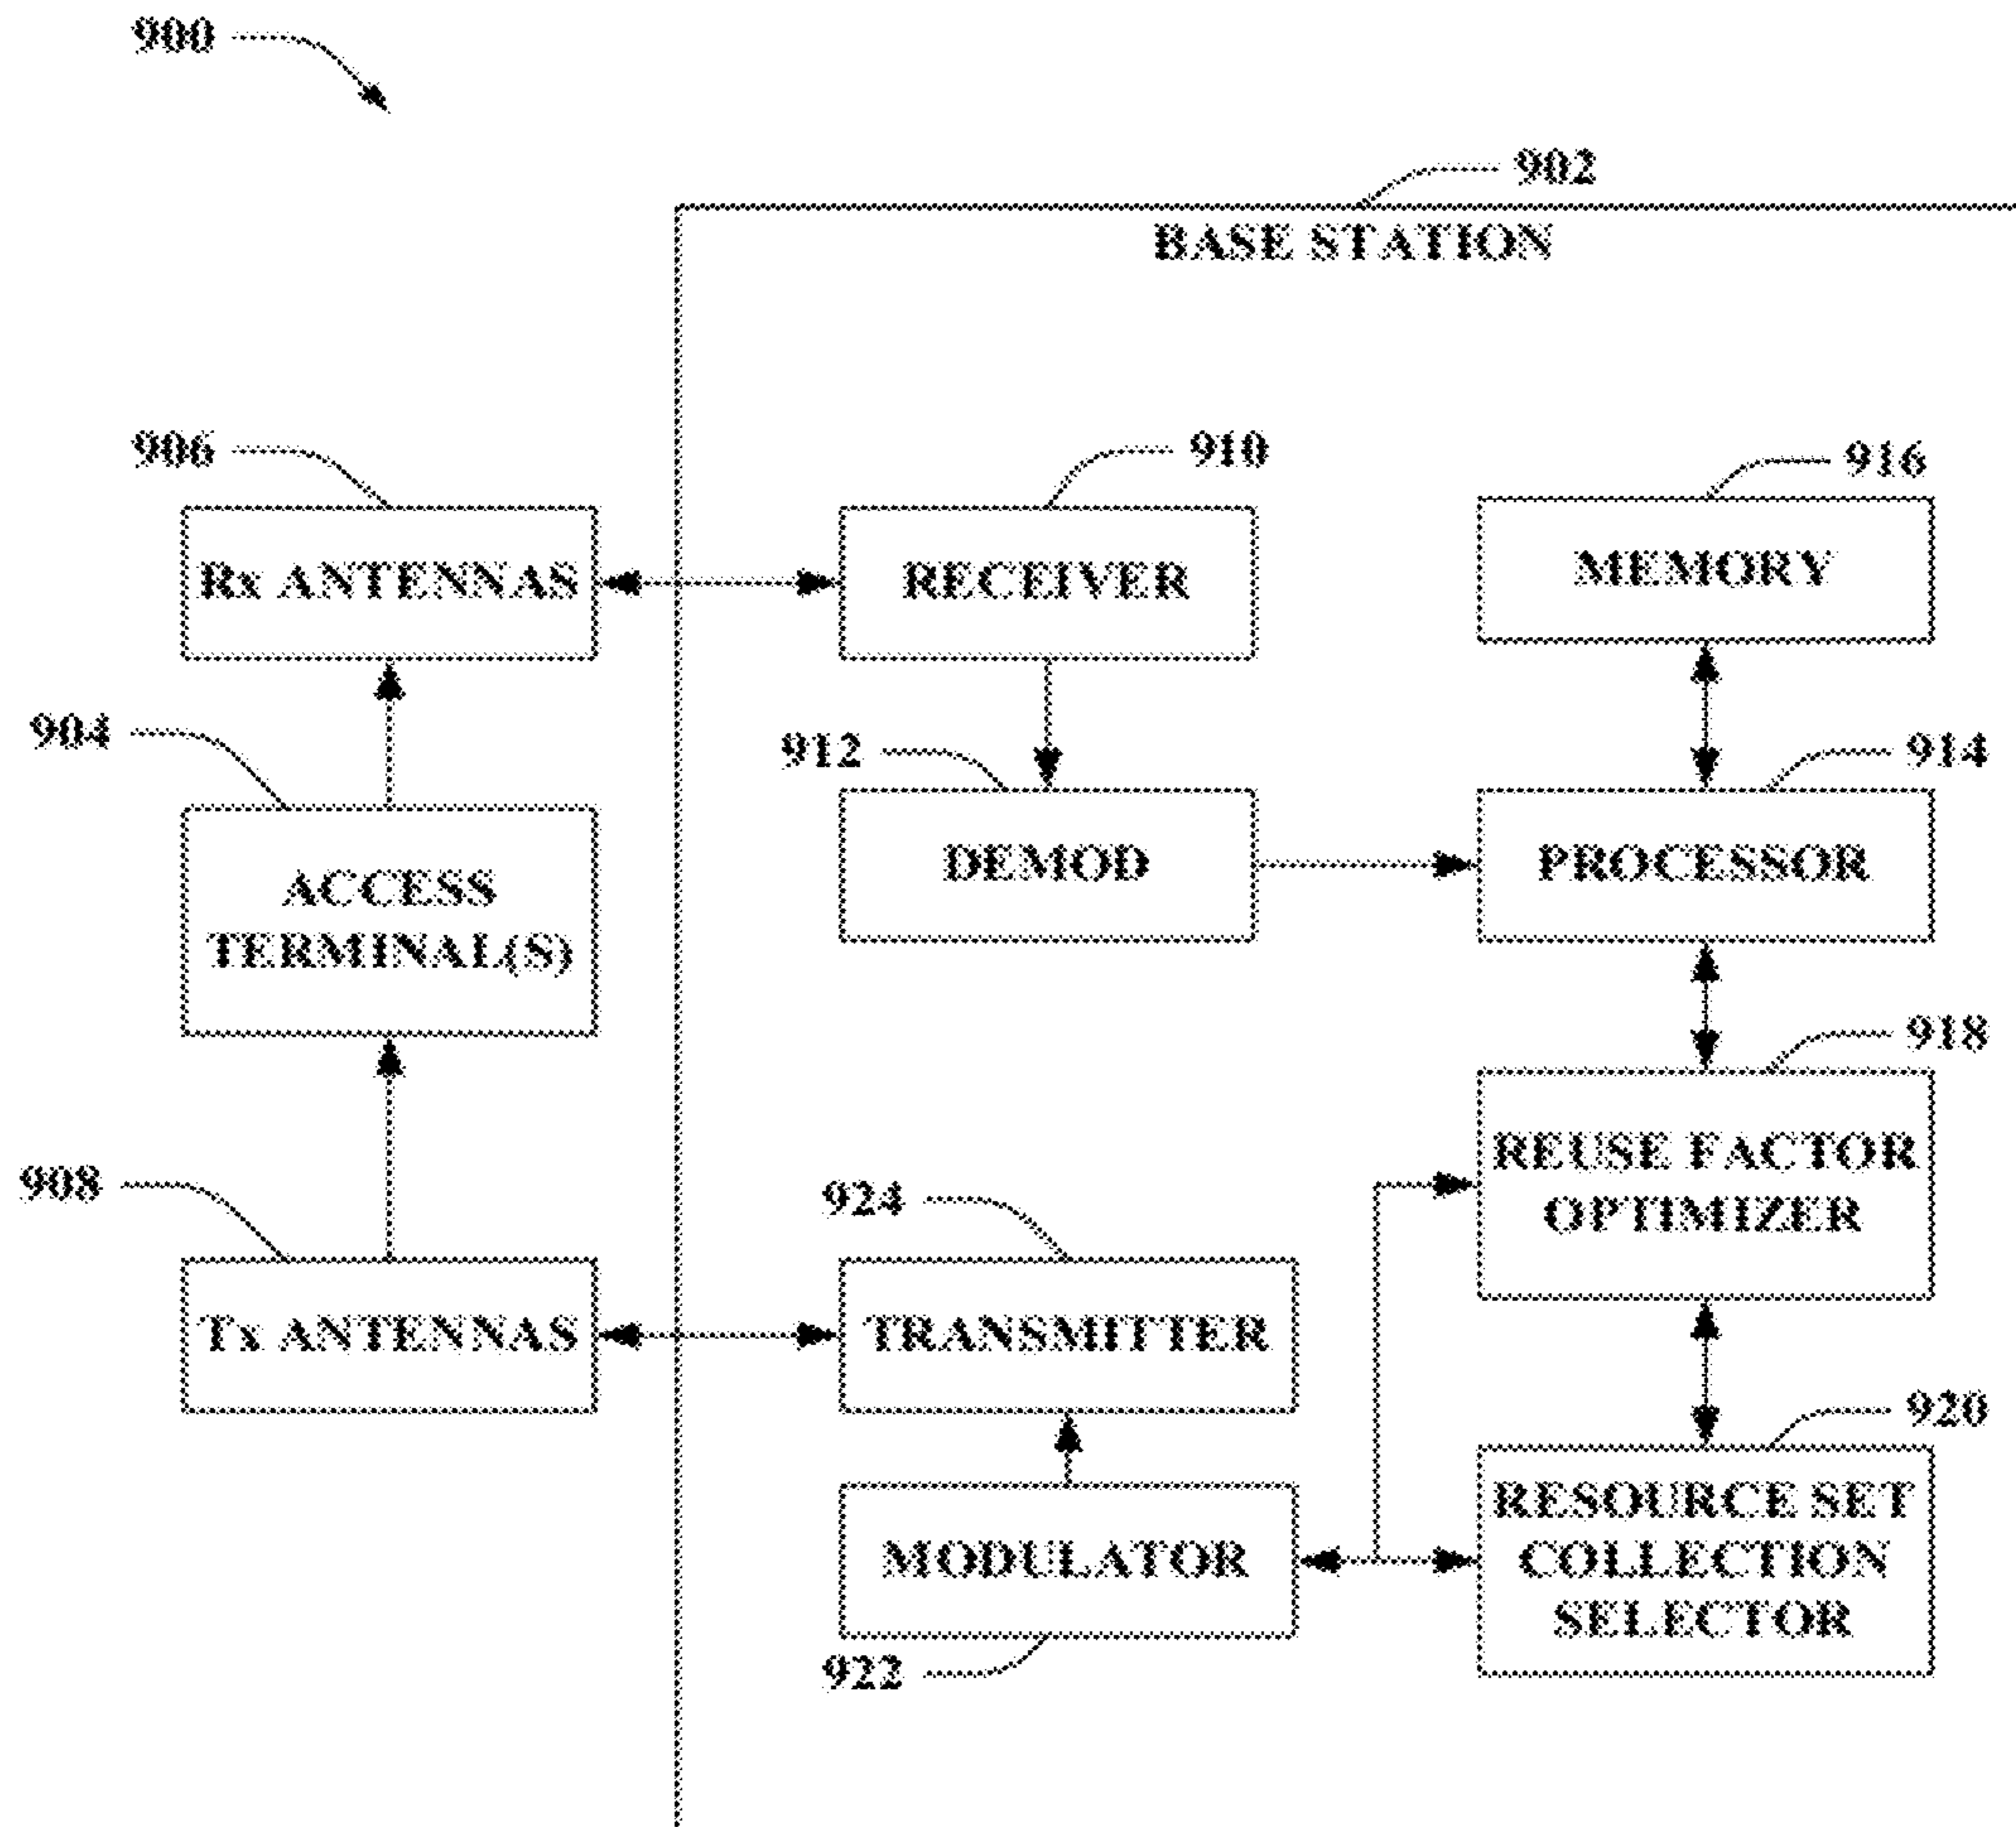 900
902
BASE STATION
906
910
916
Rx ANTENNAS
RECEIVER
MEMORY
904
912
914
ACCESS
TERMINAL(S)
DEMOD
PROCESSOR
918
908
924
REUSE FACTOR
OPTIMIZER
Tx ANTENNAS
TRANSMITTER
920
MODULATOR
RESOURCE SET
COLLECTION
SELECTOR
922